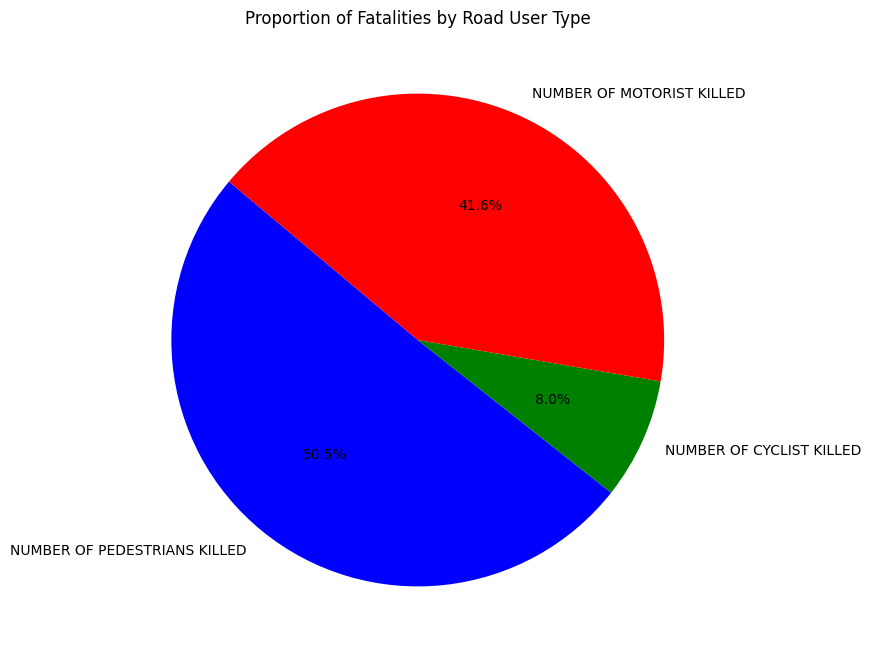 Proportion of Fatalities by Road User Type
NUMBER OF MOTORIST KILLED
41.6%
8.0%
NUMBER OF CYCLIST KILLED
50.5%
NUMBER OF PEDESTRIANS KILLED